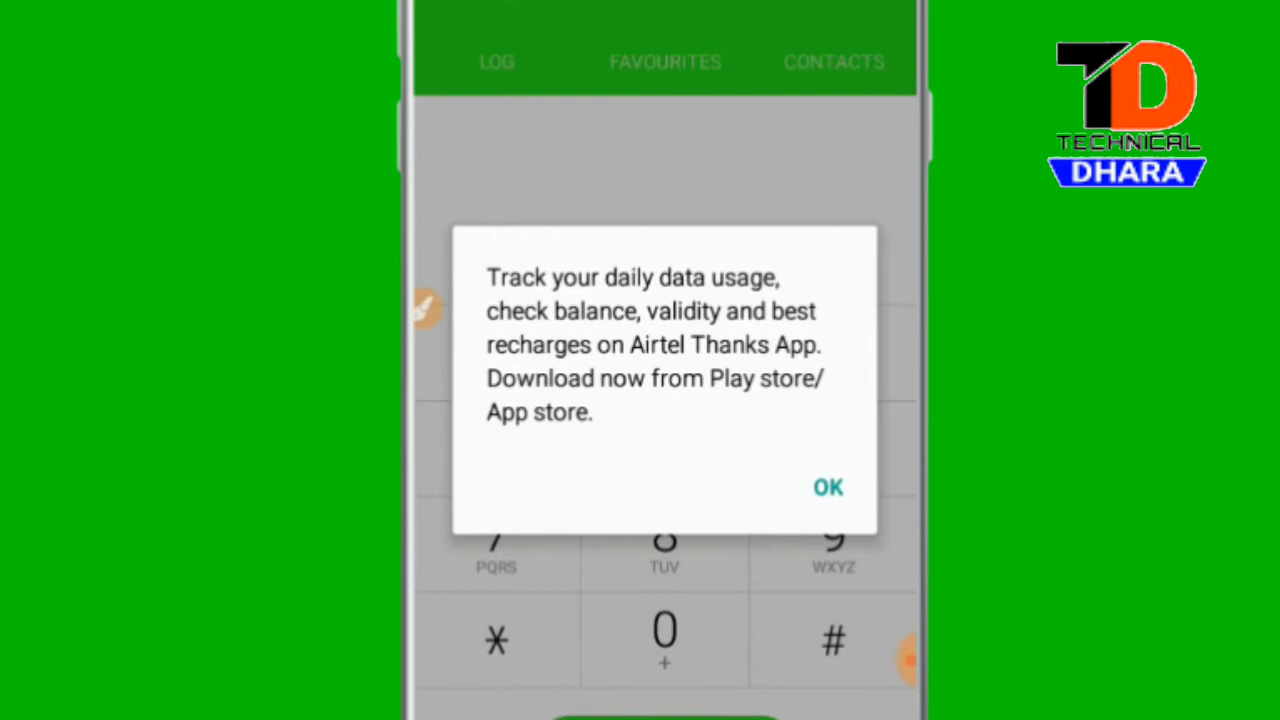 LOG FAVOURITES CONTACTS
TD
TECHNICAL
DHARA
Track your daily data usage,
check balance, validity and best
recharges on Airtel Thanks App.
Download now from Play store/
App store.
OK
7 8 9
PQRS TUV WXYZ
* 0 #
+